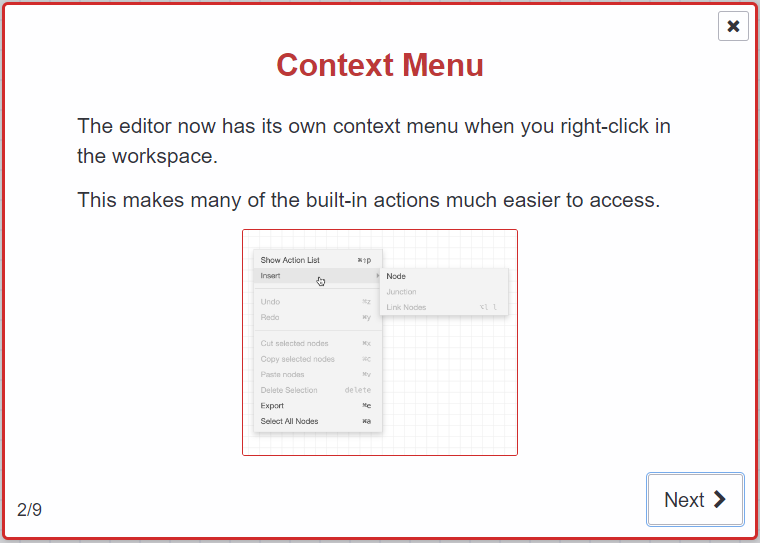 Context Menu
The editor now has its own context menu when you right-click in
the workspace.
This makes many of the built-in actions much easier to access.
Show Action List ⌘⇧p
Insert
Node
Junction
Link Nodes ⌥l l
Undo ⌘z
Redo ⌘y
Cut selected nodes ⌘x
Copy selected nodes ⌘c
Paste nodes ⌘v
Delete Selection delete
Export ⌘e
Select All Nodes ⌘a
2/9
Next